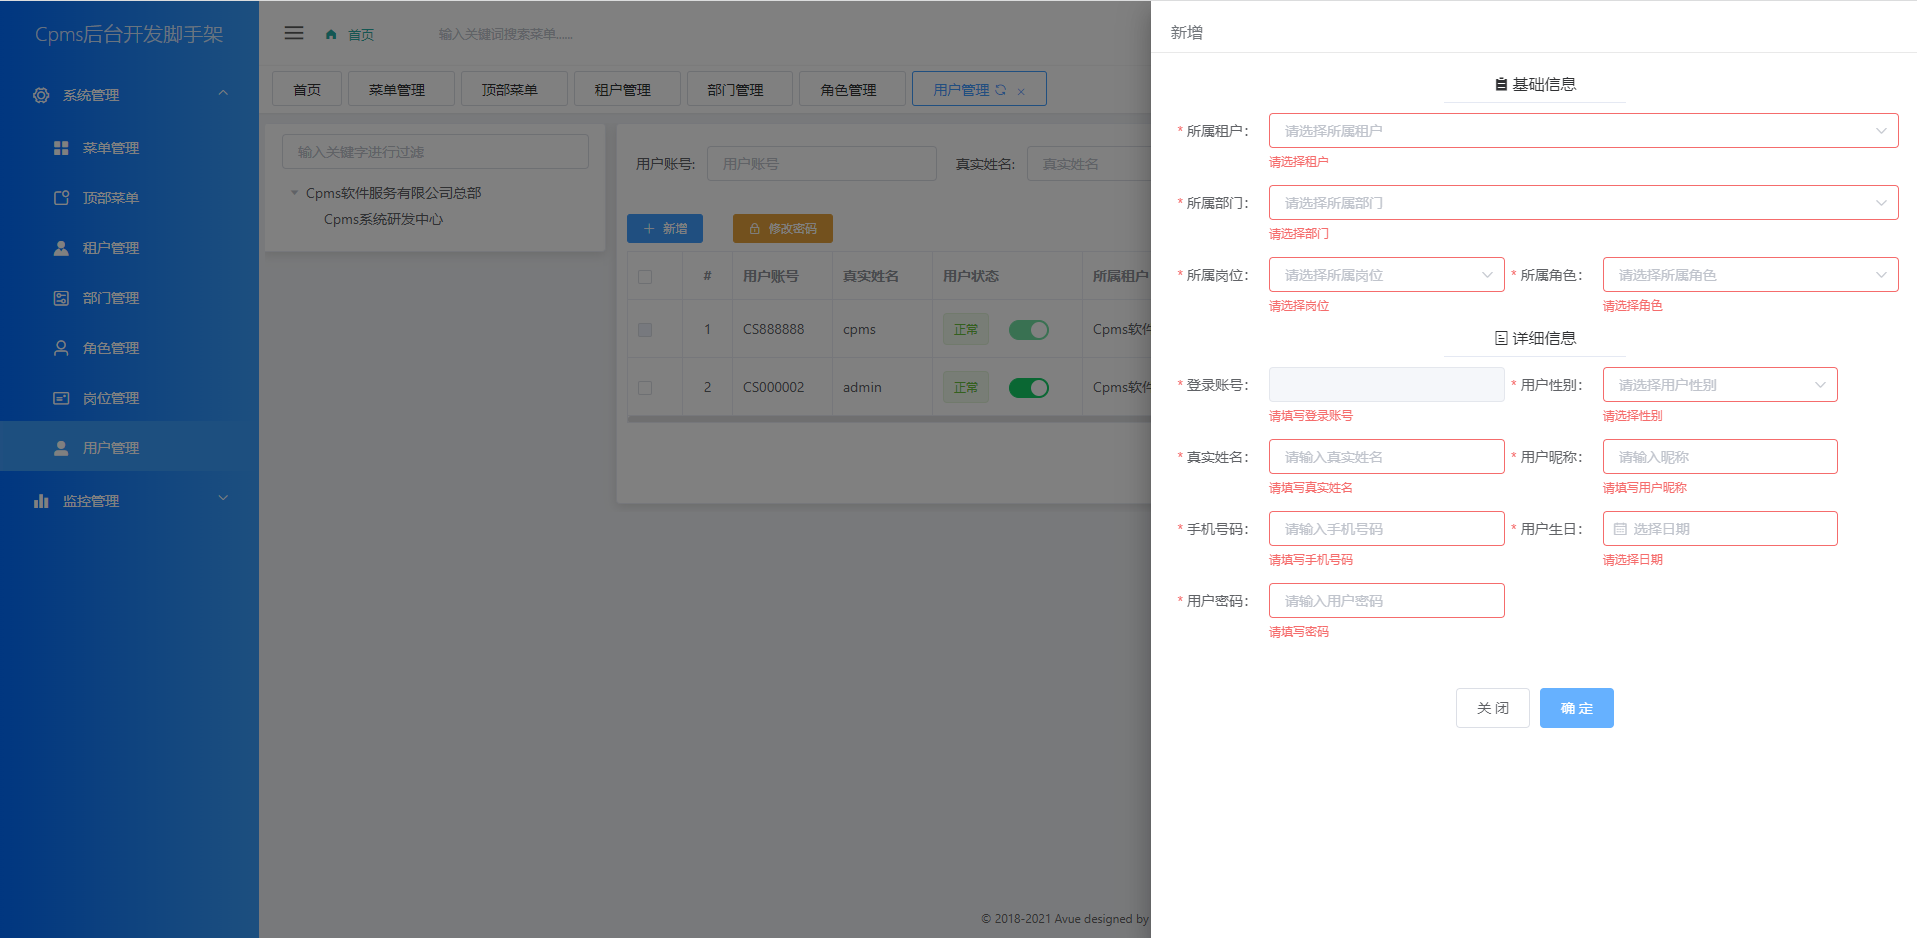 Cpms后台开发脚手架
系统管理
菜单管理
顶部菜单
租户管理
部门管理
角色管理
岗位管理
用户管理
监控管理
首页
输入关键词搜索菜单......
首页 菜单管理 顶部菜单 租户管理 部门管理 角色管理 用户管理
输入关键字进行过滤
Cpms软件服务有限公司总部
Cpms系统研发中心
用户账号: 用户账号 真实姓名: 真实姓名
新增 修改密码
# 用户账号 真实姓名 用户状态 所属租户
1 CS888888 cpms 正常 Cpms软件
2 CS000002 admin 正常 Cpms软件
© 2018-2021 Avue designed by
新增
基础信息
* 所属租户: 请选择所属租户
请选择租户
* 所属部门: 请选择所属部门
请选择部门
* 所属岗位: 请选择所属岗位 * 所属角色: 请选择所属角色
请选择岗位 请选择角色
详细信息
* 登录账号: * 用户性别: 请选择用户性别
请填写登录账号 请选择性别
* 真实姓名: 请输入真实姓名 * 用户昵称: 请输入昵称
请填写真实姓名 请填写用户昵称
* 手机号码: 请输入手机号码 * 用户生日: 选择日期
请填写手机号码 请选择日期
* 用户密码: 请输入用户密码
请填写密码
关 闭 确 定